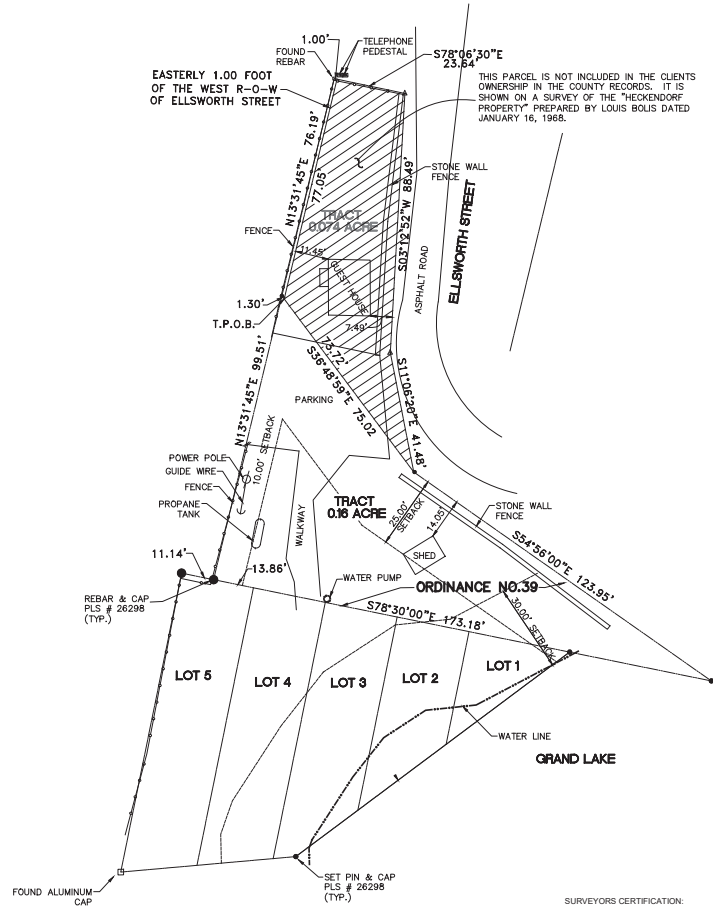 1.00'
TELEPHONE
PEDESTAL
FOUND
REBAR
S78°06'30"E
23.64'
EASTERLY 1.00 FOOT
OF THE WEST R-O-W
OF ELLSWORTH STREET
THIS PARCEL IS NOT INCLUDED IN THE CLIENTS
OWNERSHIP IN THE COUNTY RECORDS. IT IS
SHOWN ON A SURVEY OF THE "HECKENDORF
PROPERTY" PREPARED BY LOUIS BOLIS DATED
JANUARY 16, 1968.
N13°31'45"E 76.19'
77.05'
STONE WALL
FENCE
S03°12'52"W 88.49'
ELLSWORTH STREET
ASPHALT ROAD
TRACT
0.074 ACRE
FENCE
11.45'
GUEST HOUSE
1.30'
T.P.O.B.
7.49'
73.72'
S36°48'59"E 75.02
S11°06'20"E 41.48'
N13°31'45"E 99.51'
PARKING
10.00' SETBACK
POWER POLE
GUIDE WIRE
FENCE
PROPANE
TANK
WALKWAY
TRACT
0.16 ACRE
25.00'
SETBACK
14.05'
STONE WALL
FENCE
S54°56'00"E 123.95'
SHED
11.14'
13.86'
WATER PUMP
ORDINANCE NO.39
REBAR & CAP
PLS # 26298
(TYP.)
S78°30'00"E 173.18'
30.00' SETBACK
LOT 5
LOT 4
LOT 3
LOT 2
LOT 1
WATER LINE
GRAND LAKE
SET PIN & CAP
PLS # 26298
(TYP.)
FOUND ALUMINUM
CAP
SURVEYORS CERTIFICATION: